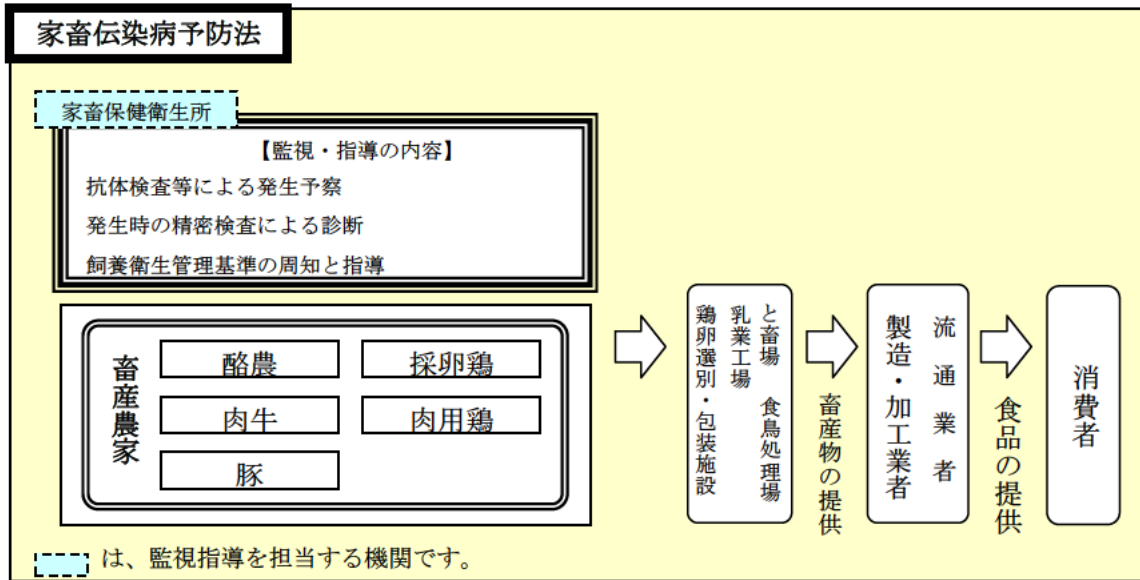 家畜伝染病予防法
家畜保健衛生所
【監視・指導の内容】
抗体検査等による発生予察
発生時の精密検査による診断
飼養衛生管理基準の周知と指導
畜産農家
酪農
採卵鶏
肉牛
肉用鶏
豚
と畜場 食鳥処理場
乳業工場
鶏卵選別・包装施設
畜産物の提供
流通業者
製造・加工業者
食品の提供
消費者
は、監視指導を担当する機関です。